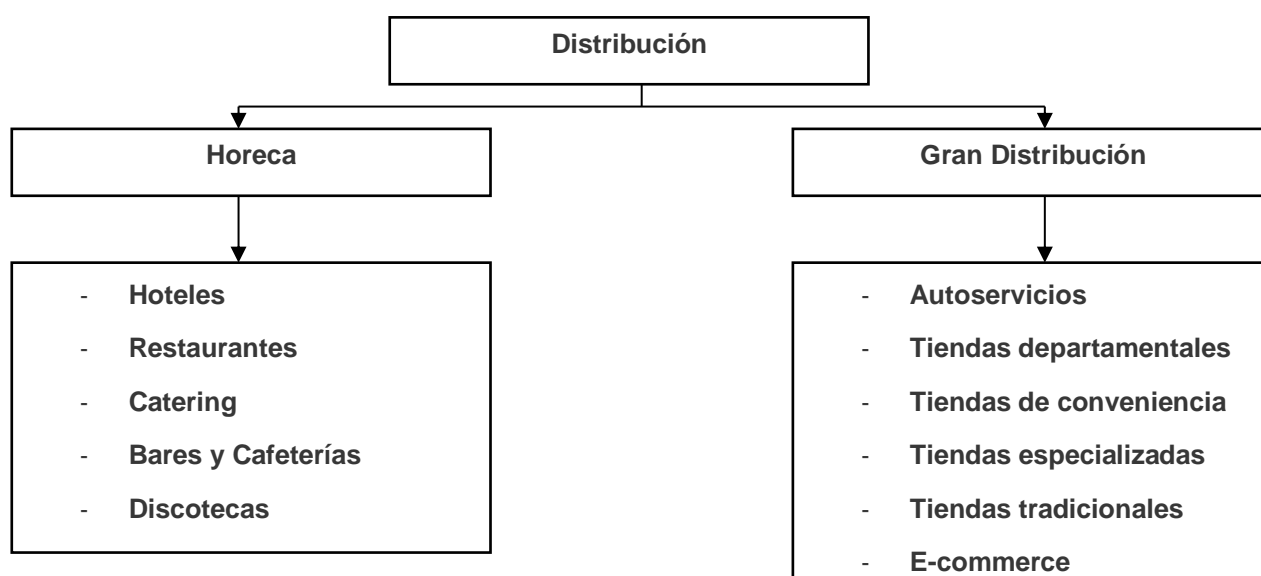 Distribución
Horeca
Gran Distribución
- Hoteles
- Restaurantes
- Catering
- Bares y Cafeterías
- Discotecas
- Autoservicios
- Tiendas departamentales
- Tiendas de conveniencia
- Tiendas especializadas
- Tiendas tradicionales
- E-commerce